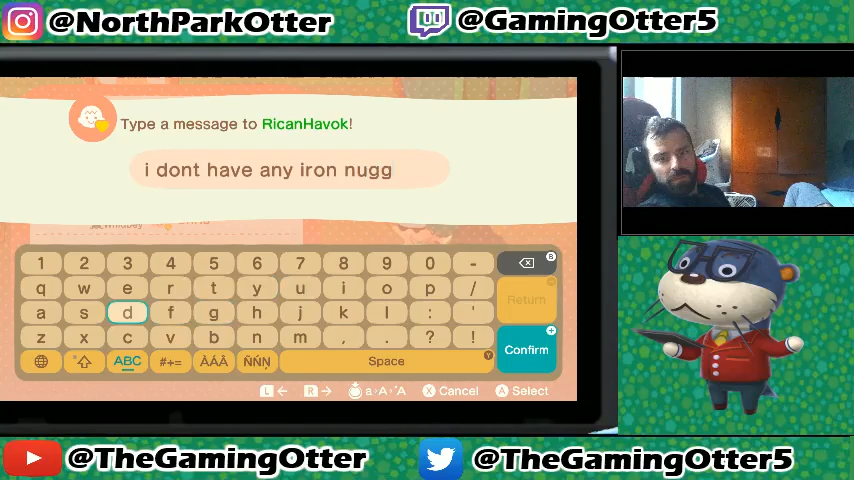 @NorthParkOtter
@GamingOtter5
Type a message to RicanHavok!
i dont have any iron nugg
1 2 3 4 5 6 7 8 9 0 -
q w e r t y u i o p /
Return
a s d f g h j k l : '
z x c v b n m , . ? !
Confirm
ABC #+= ÀÁÂ ÑŃŅ Space
L ← R → a›A›ˆA X Cancel A Select
@TheGamingOtter
@TheGamingOtter5